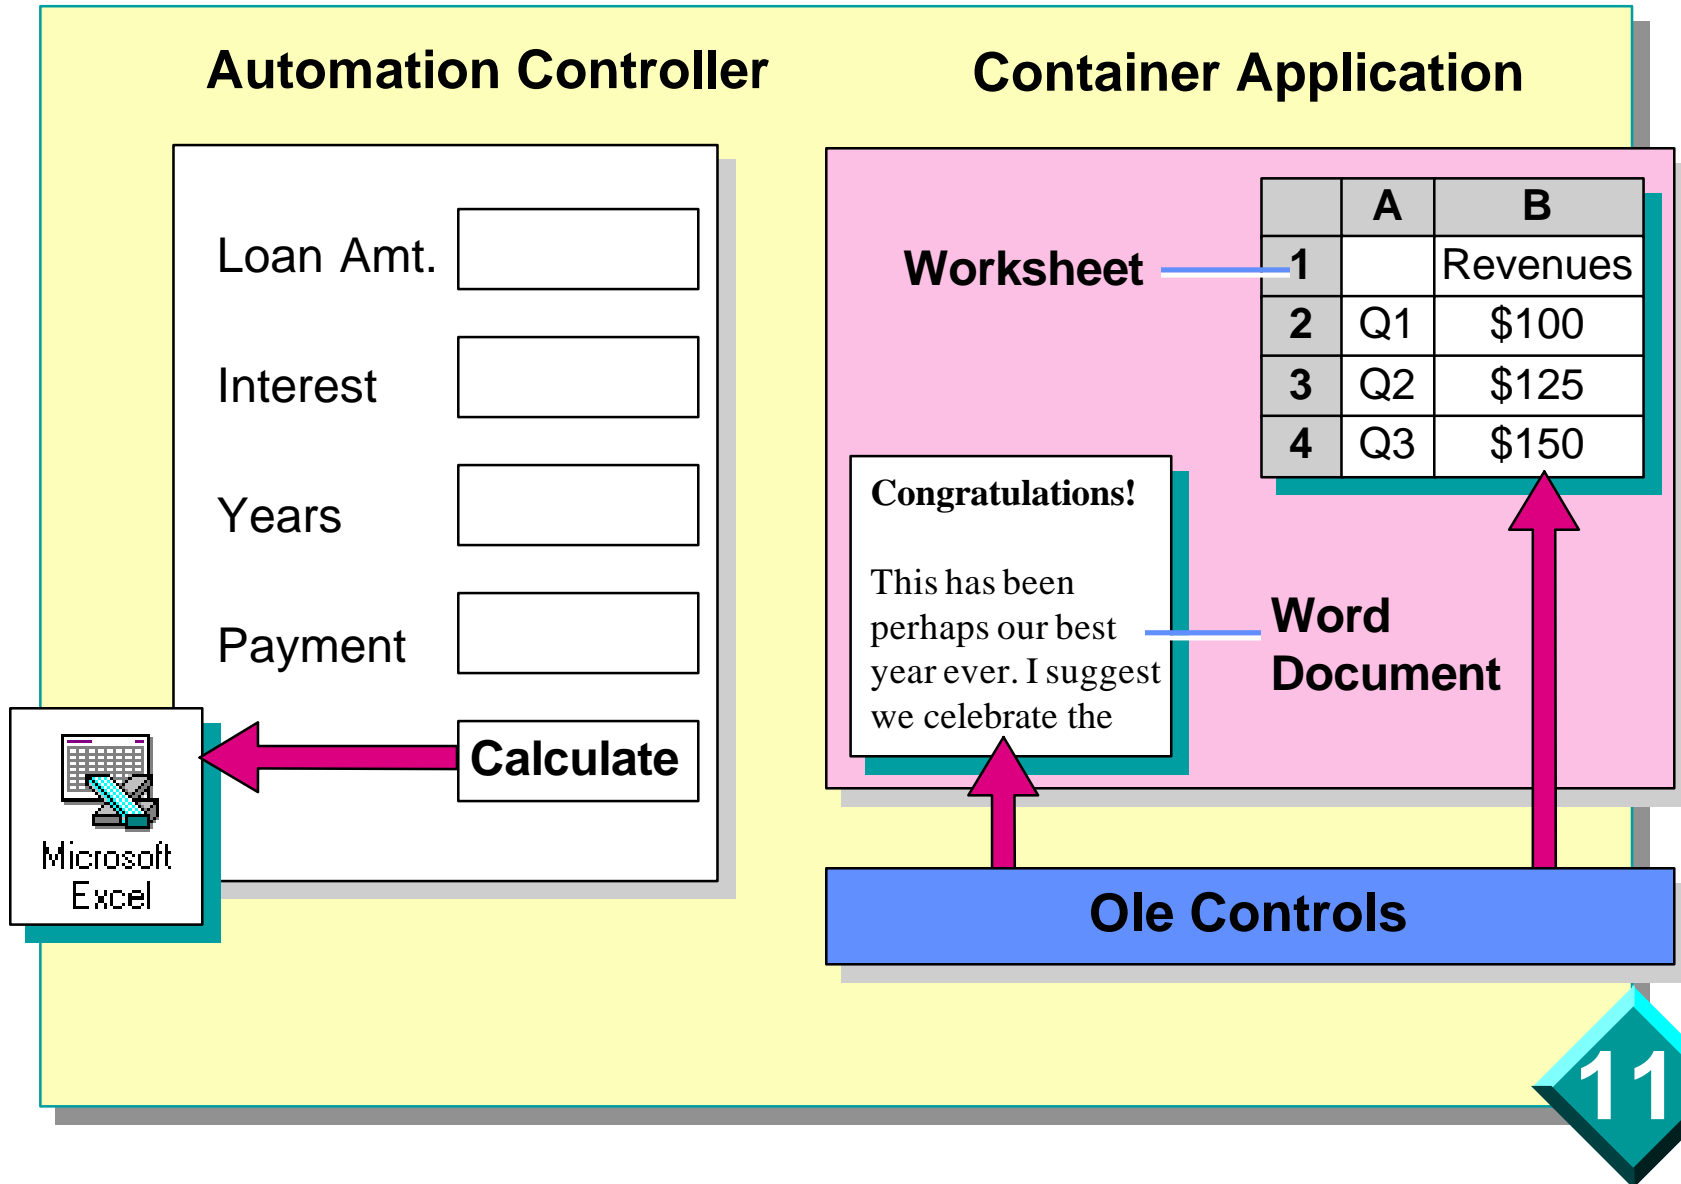 Automation Controller
Container Application
Loan Amt.
Interest
Years
Payment
Calculate
Microsoft
Excel
Worksheet
A B
1 Revenues
2 Q1 $100
3 Q2 $125
4 Q3 $150
Congratulations!
This has been
perhaps our best
year ever. I suggest
we celebrate the
Word
Document
Ole Controls
11